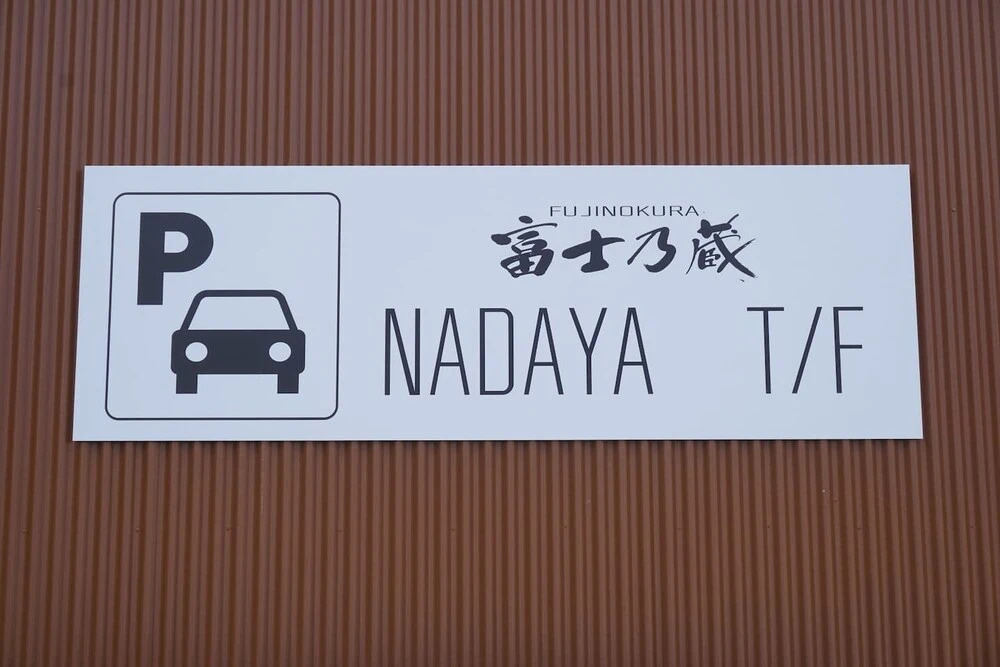 P
FUJINOKURA
富士乃蔵
NADAYA T/F